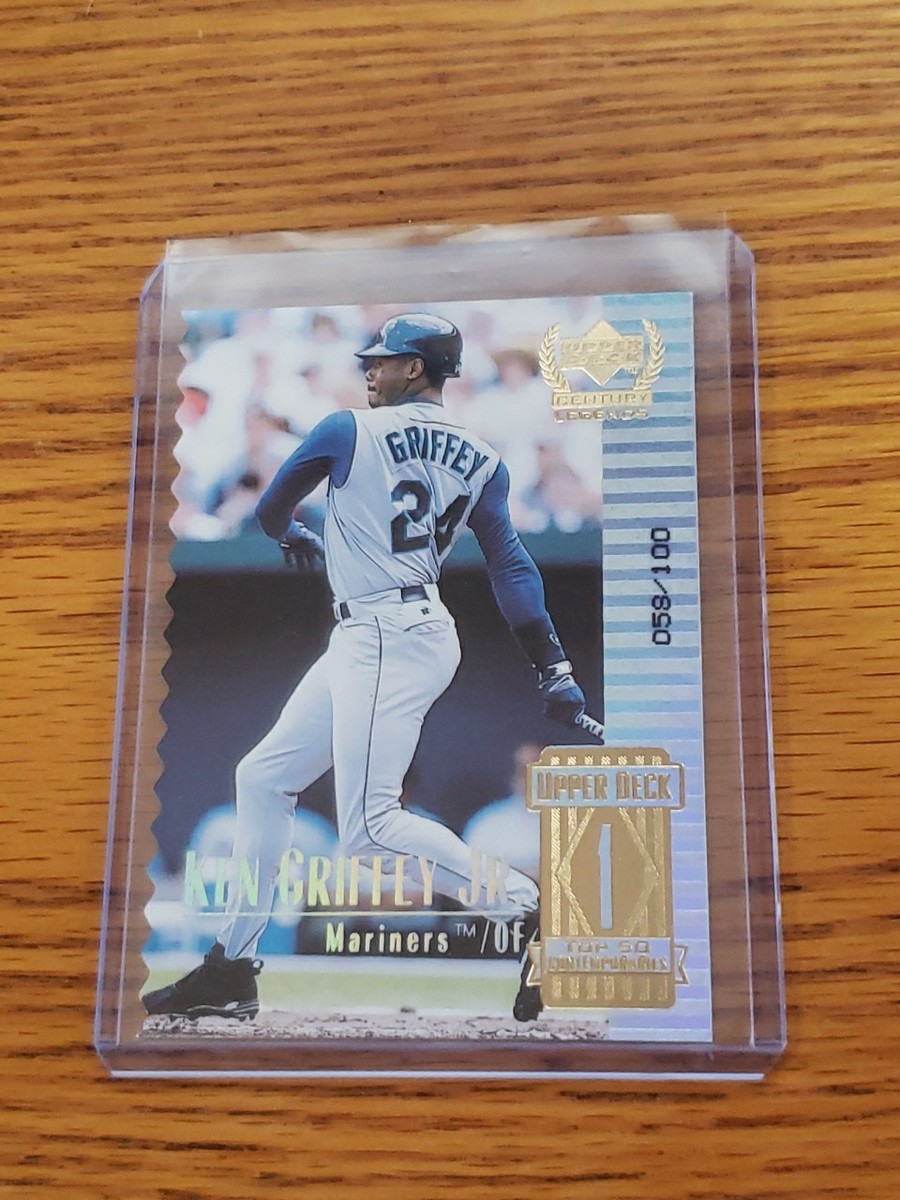 UPPER
DECK
TM
CENTURY
LEGENDS
GRIFFEY
24
058/100
UPPER DECK
1
TOP 50
CONTEMPORARIES
KEN GRIFFEY JR.
Mariners™/OF